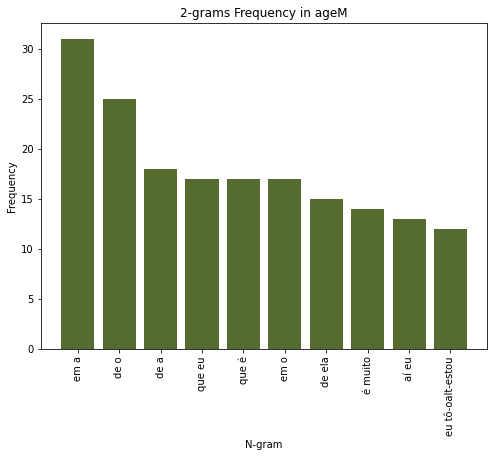 2-grams Frequency in ageM
Frequency
30
25
20
15
10
5
0
em a
de o
de a
que eu
que é
em o
de ela
é muito
aí eu
eu tô-oalt-estou
N-gram